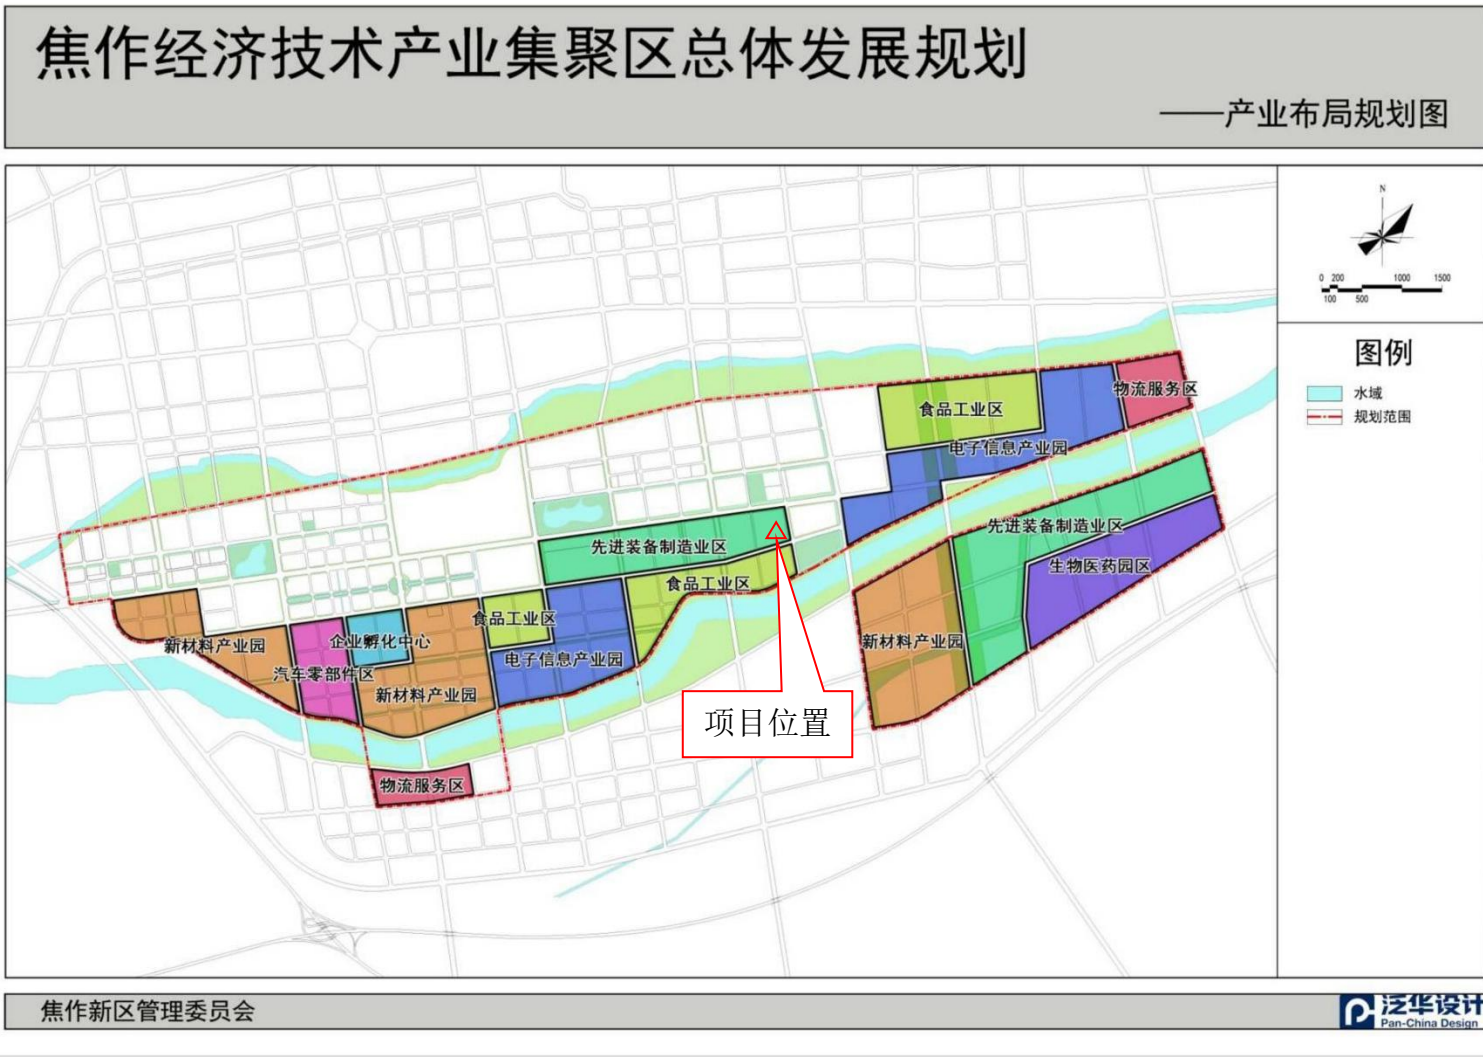 焦作经济技术产业集聚区总体发展规划
——产业布局规划图
N
0 200 1000 1500
100 500
图例
水域
规划范围
物流服务区
食品工业区
电子信息产业园
先进装备制造业区
先进装备制造业区
生物医药园区
食品工业区
食品工业区
企业孵化中心
新材料产业园
新材料产业园
电子信息产业园
汽车零部件区
新材料产业园
项目位置
物流服务区
焦作新区管理委员会
泛华设计
Pan-China Design